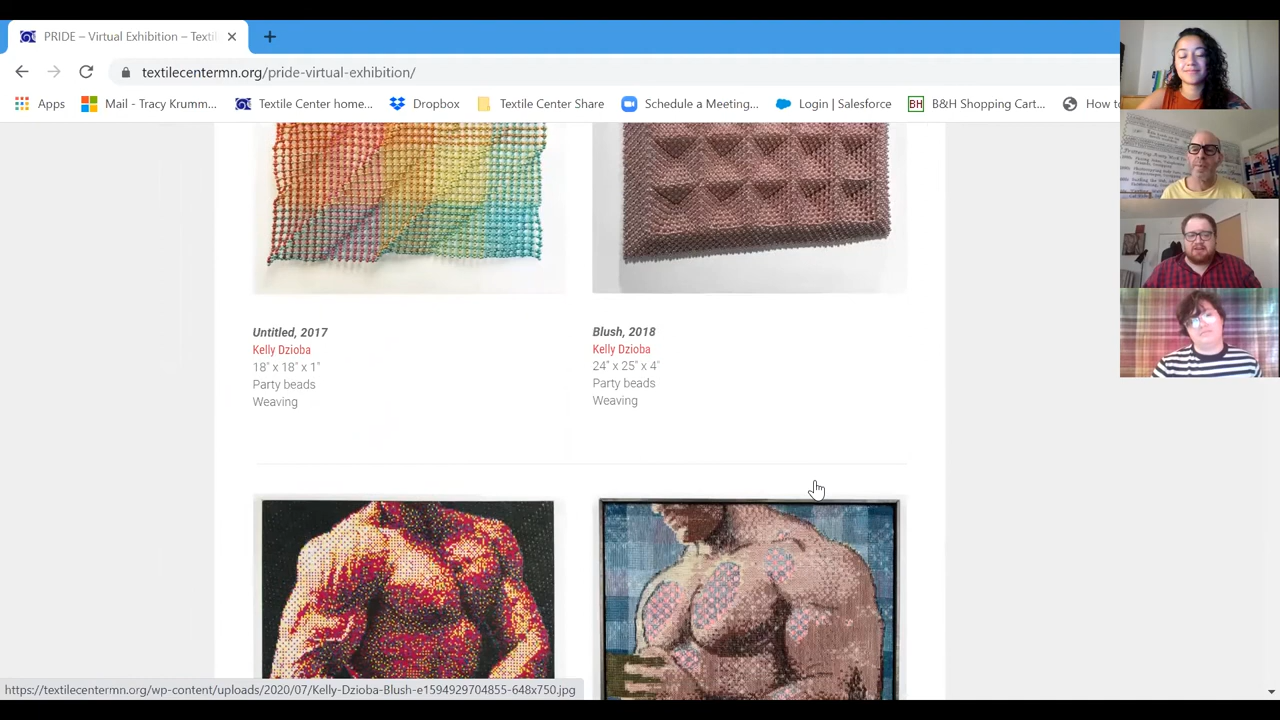 PRIDE – Virtual Exhibition – Texti
textilecentermn.org/pride-virtual-exhibition/
Apps
Mail - Tracy Krumm...
Textile Center home...
Dropbox
Textile Center Share
Schedule a Meeting...
Login | Salesforce
BH
B&H Shopping Cart...
How to
Untitled, 2017
Kelly Dzioba
18" x 18" x 1"
Party beads
Weaving
Blush, 2018
Kelly Dzioba
24" x 25" x 4"
Party beads
Weaving
https://textilecentermn.org/wp-content/uploads/2020/07/Kelly-Dzioba-Blush-e1594929704855-648x750.jpg